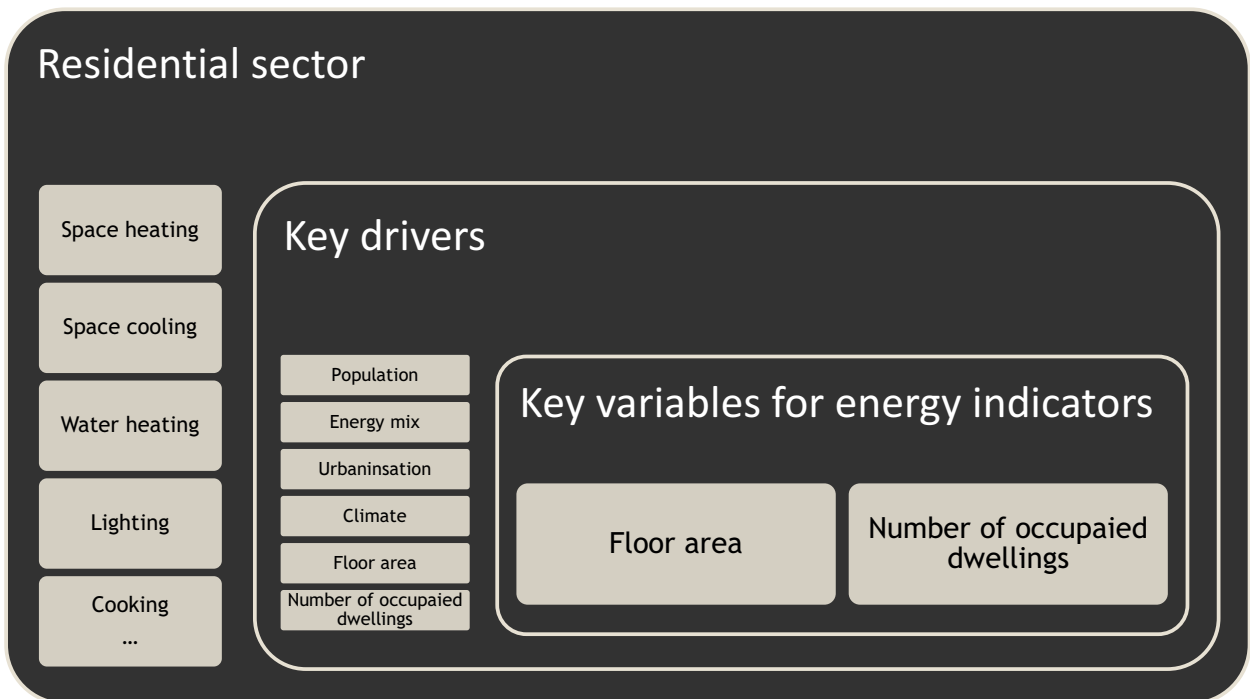 Residential sector
Space heating
Space cooling
Water heating
Lighting
Cooking
...
Key drivers
Population
Energy mix
Urbaninsation
Climate
Floor area
Number of occupaied
dwellings
Key variables for energy indicators
Floor area
Number of occupaied
dwellings